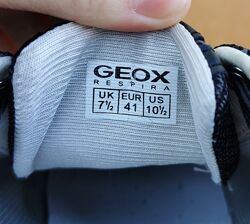 GEOX
RESPIRA
UK EUR US
7½ 41 10½